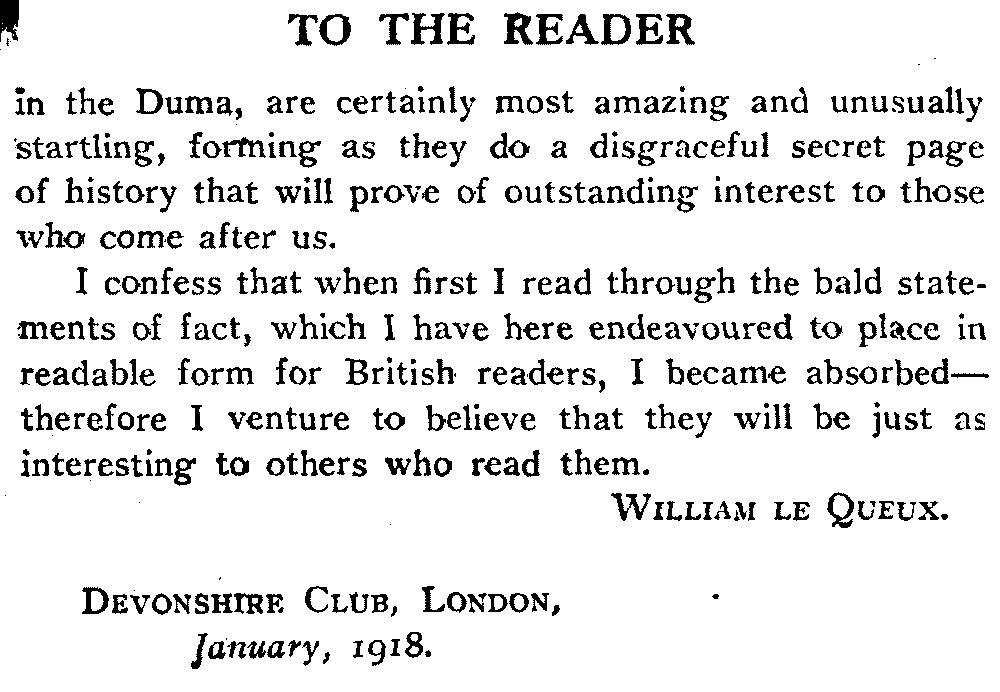 TO THE READER
in the Duma, are certainly most amazing and unusually
startling, forming as they do a disgraceful secret page
of history that will prove of outstanding interest to those
who come after us.
I confess that when first I read through the bald state-
ments of fact, which I have here endeavoured to place in
readable form for British readers, I became absorbed—
therefore I venture to believe that they will be just as
interesting to others who read them.
WILLIAM LE QUEUX.
DEVONSHIRE CLUB, LONDON,
January, 1918.